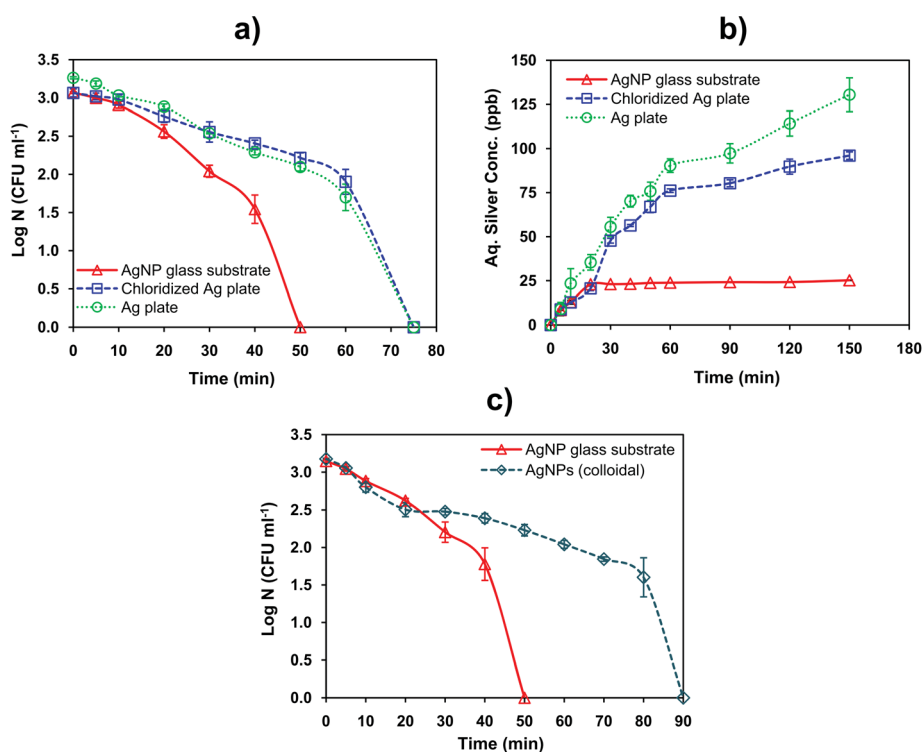 a)
Log N (CFU ml-1)
3.5
3.0
2.5
2.0
1.5
1.0
0.5
0.0
AgNP glass substrate
Chloridized Ag plate
Ag plate
0 10 20 30 40 50 60 70 80
Time (min)
b)
Aq. Silver Conc. (ppb)
150
125
100
75
50
25
0
AgNP glass substrate
Chloridized Ag plate
Ag plate
0 30 60 90 120 150 180
Time (min)
c)
Log N (CFU ml-1)
3.5
3.0
2.5
2.0
1.5
1.0
0.5
0.0
AgNP glass substrate
AgNPs (colloidal)
0 10 20 30 40 50 60 70 80 90
Time (min)